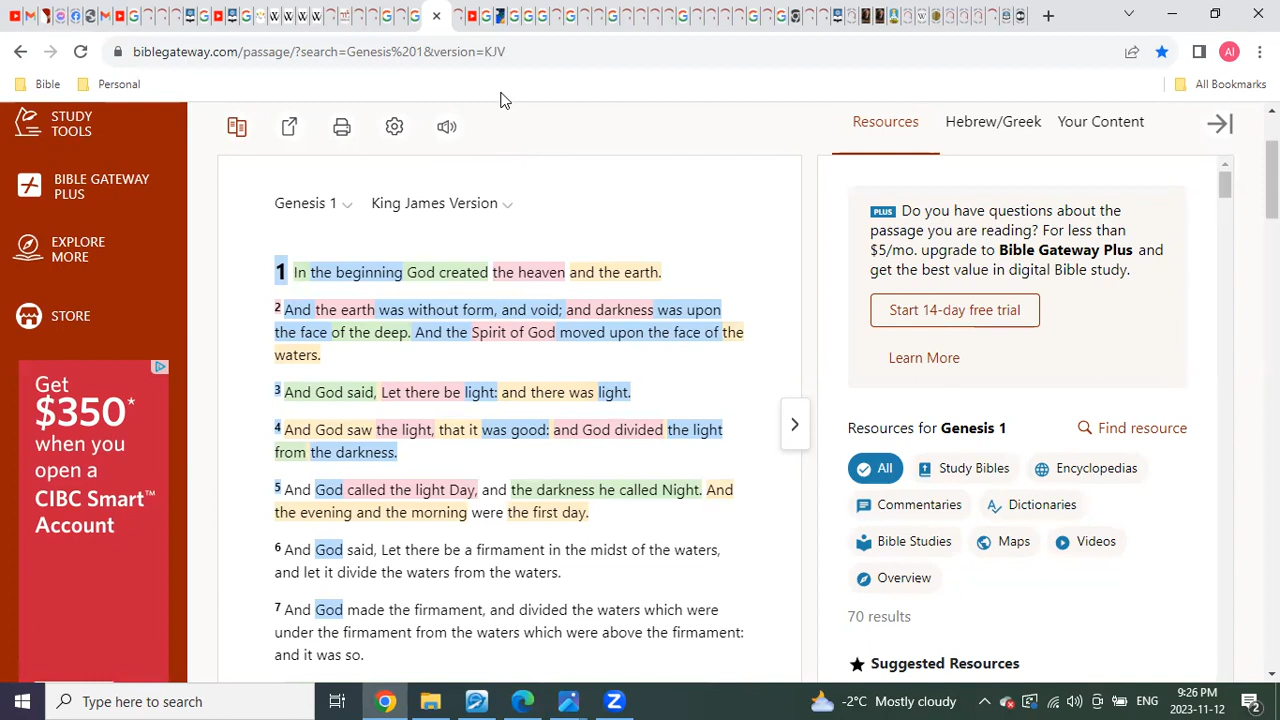 biblegateway.com/passage/?search=Genesis%201&version=KJV
AI
Bible
Personal
All Bookmarks
STUDY
TOOLS
BIBLE GATEWAY
PLUS
EXPLORE
MORE
STORE
Get
$350*
when you
open a
CIBC Smart™
Account
Genesis 1
King James Version
1 In the beginning God created the heaven and the earth.
2 And the earth was without form, and void; and darkness was upon
the face of the deep. And the Spirit of God moved upon the face of the
waters.
3 And God said, Let there be light: and there was light.
4 And God saw the light, that it was good: and God divided the light
from the darkness.
5 And God called the light Day, and the darkness he called Night. And
the evening and the morning were the first day.
6 And God said, Let there be a firmament in the midst of the waters,
and let it divide the waters from the waters.
7 And God made the firmament, and divided the waters which were
under the firmament from the waters which were above the firmament:
and it was so.
Resources
Hebrew/Greek
Your Content
PLUS Do you have questions about the
passage you are reading? For less than
$5/mo. upgrade to Bible Gateway Plus and
get the best value in digital Bible study.
Start 14-day free trial
Learn More
Resources for Genesis 1
Find resource
All
Study Bibles
Encyclopedias
Commentaries
Dictionaries
Bible Studies
Maps
Videos
Overview
70 results
Suggested Resources
Type here to search
-2°C Mostly cloudy
ENG
9:26 PM
2023-11-12
2